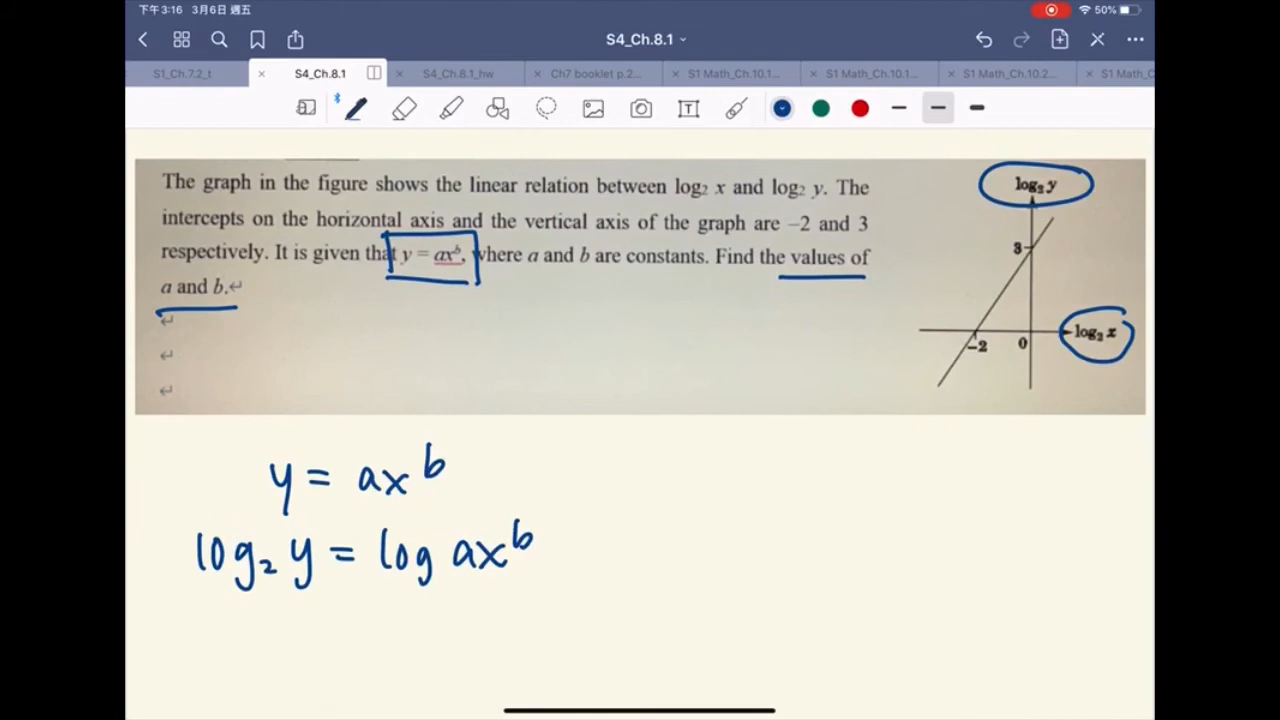 下午3:16 3月6日 週五
50%
S4_Ch.8.1
S1_Ch.7.2_t
S4_Ch.8.1
S4_Ch.8.1_hw
Ch7 booklet p.2...
S1 Math_Ch.10.1...
S1 Math_Ch.10.1...
S1 Math_Ch.10.2...
S1 Math_C
The graph in the figure shows the linear relation between log₂ x and log₂ y. The
intercepts on the horizontal axis and the vertical axis of the graph are −2 and 3
respectively. It is given that y = axᵇ, where a and b are constants. Find the values of
a and b.↵
↵
↵
↵
log₂ y
3
−2
0
log₂ x
y = axᵇ
log₂ y = log axᵇ